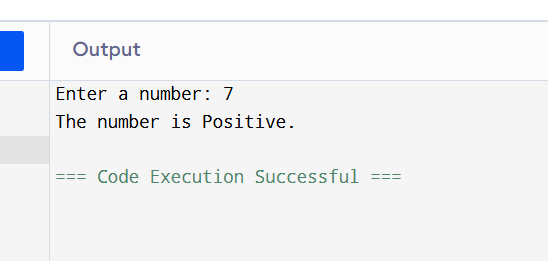 Output
Enter a number: 7
The number is Positive.
=== Code Execution Successful ===